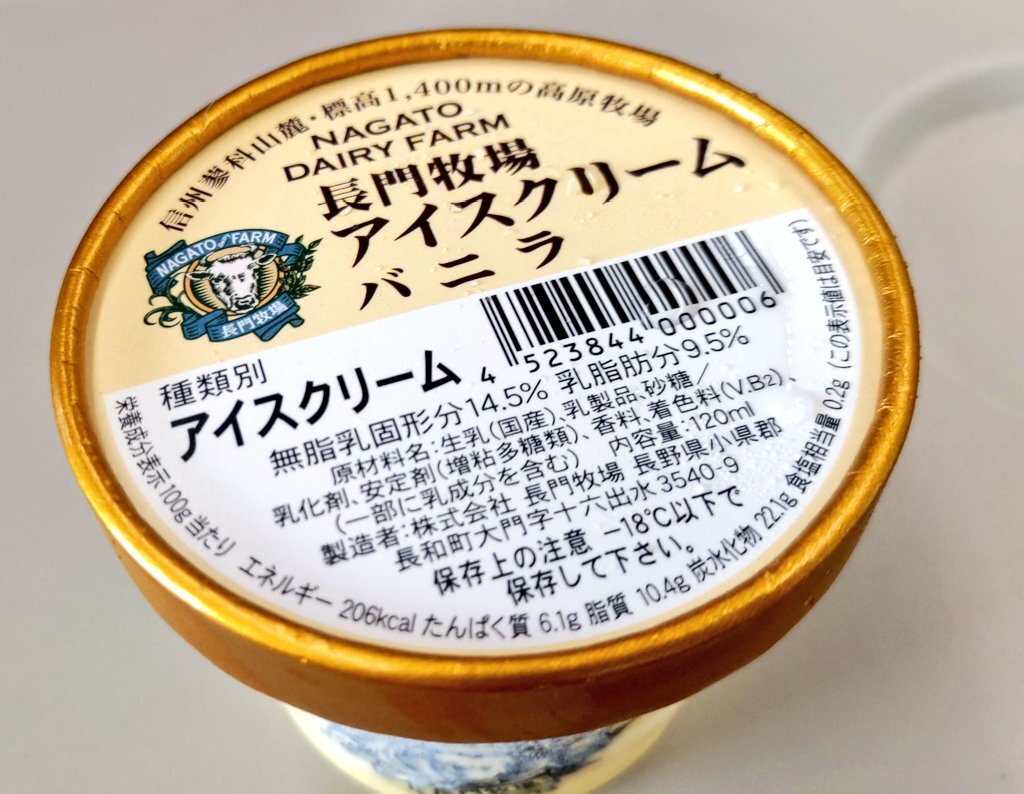 信州蓼科山麓・標高1,400mの高原牧場
NAGATO
DAIRY FARM
長門牧場
アイスクリーム
バニラ
NAGATO FARM
長門牧場
4 523844 000006
種類別
アイスクリーム
無脂乳固形分14.5% 乳脂肪分9.5%
原材料名:生乳(国産)、乳製品、砂糖/
乳化剤、安定剤(増粘多糖類)、香料、着色料(V.B2)、
(一部に乳成分を含む) 内容量:120ml
製造者:株式会社 長門牧場 長野県小県郡
長和町大門字十六出水3540-9
保存上の注意 −18℃以下で
保存して下さい。
栄養成分表示100g当たり エネルギー 206kcal たんぱく質 6.1g 脂質 10.4g 炭水化物 22.1g 食塩相当量 0.2g (この表示値は目安です)